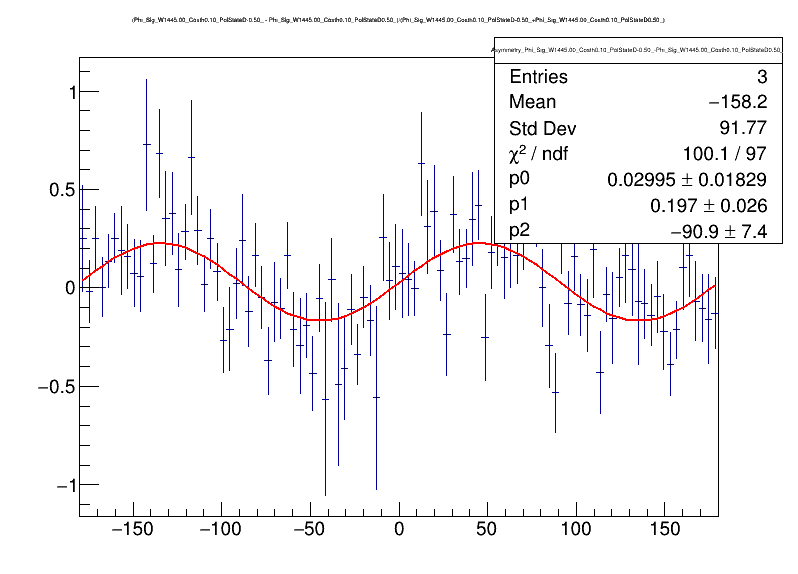 (Phi_Sig_W1445.00_Costh0.10_PolStateD-0.50_ - Phi_Sig_W1445.00_Costh0.10_PolStateD-0.50_)/(Phi_Sig_W1445.00_Costh0.10_PolStateD-0.50_+Phi_Sig_W1445.00_Costh0.10_PolStateD0.50_)
Asymmetry_Phi_Sig_W1445.00_Costh0.10_PolStateD-0.50_-Phi_Sig_W1445.00_Costh0.10_PolStateD0.50_
Entries 3
Mean −158.2
Std Dev 91.77
χ² / ndf 100.1 / 97
p0 0.02995 ± 0.01829
p1 0.197 ± 0.026
p2 −90.9 ± 7.4
1
0.5
0
−0.5
−1
−150 −100 −50 0 50 100 150